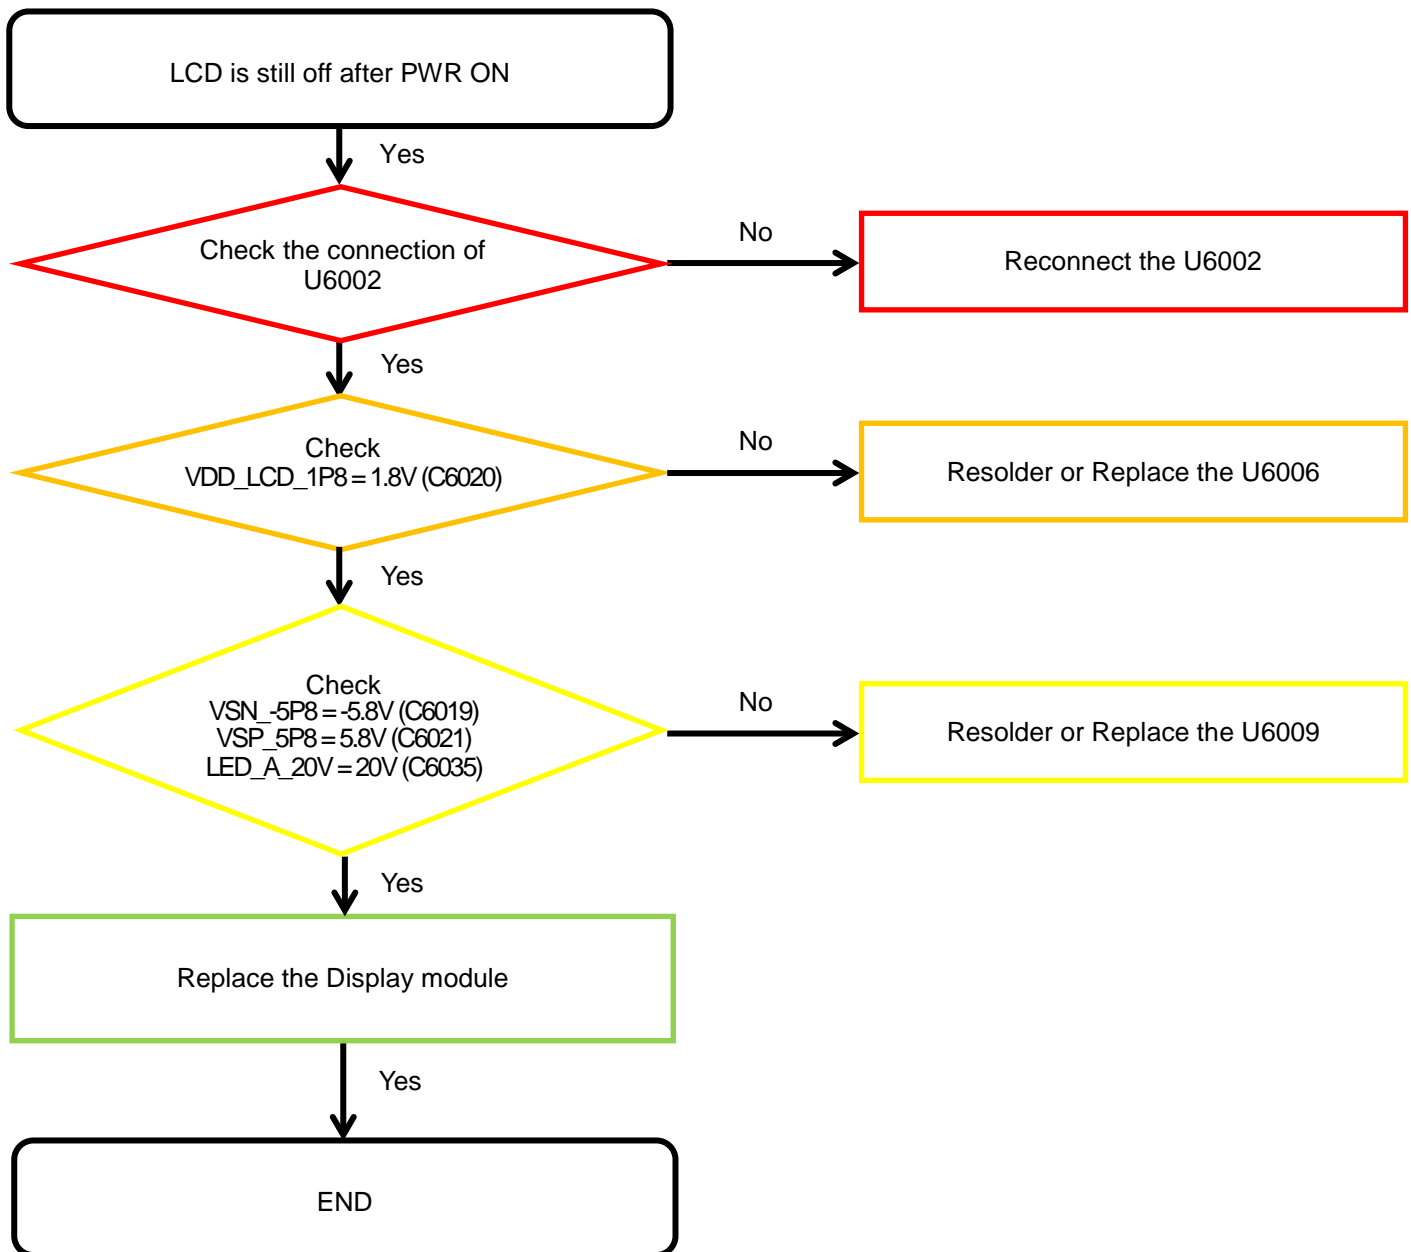 LCD is still off after PWR ON
Yes
Check the connection of
U6002
No
Reconnect the U6002
Yes
Check
VDD_LCD_1P8 = 1.8V (C6020)
No
Resolder or Replace the U6006
Yes
Check
VSN_-5P8 = -5.8V (C6019)
VSP_5P8 = 5.8V (C6021)
LED_A_20V = 20V (C6035)
No
Resolder or Replace the U6009
Yes
Replace the Display module
Yes
END